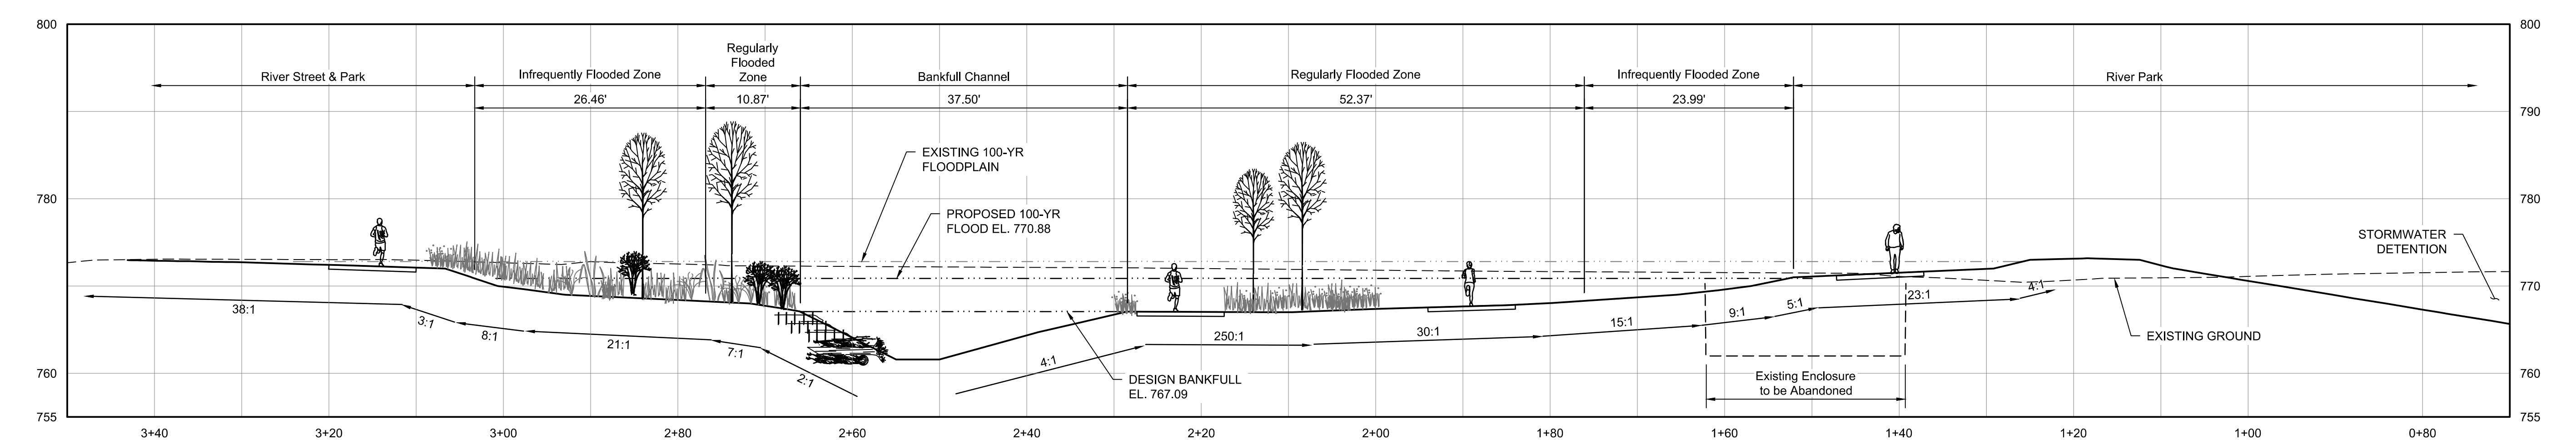 800
800
Regularly
Flooded
Zone
River Street & Park
Infrequently Flooded Zone
Bankfull Channel
Regularly Flooded Zone
Infrequently Flooded Zone
River Park
26.46'
10.87'
37.50'
52.37'
23.99'
790
790
EXISTING 100-YR
FLOODPLAIN
780
780
PROPOSED 100-YR
FLOOD EL. 770.88
STORMWATER
DETENTION
770
770
38:1
3:1
8:1
21:1
7:1
2:1
4:1
250:1
30:1
15:1
9:1
5:1
23:1
4:1
EXISTING GROUND
760
760
DESIGN BANKFULL
EL. 767.09
Existing Enclosure
to be Abandoned
755
755
3+40
3+20
3+00
2+80
2+60
2+40
2+20
2+00
1+80
1+60
1+40
1+20
1+00
0+80